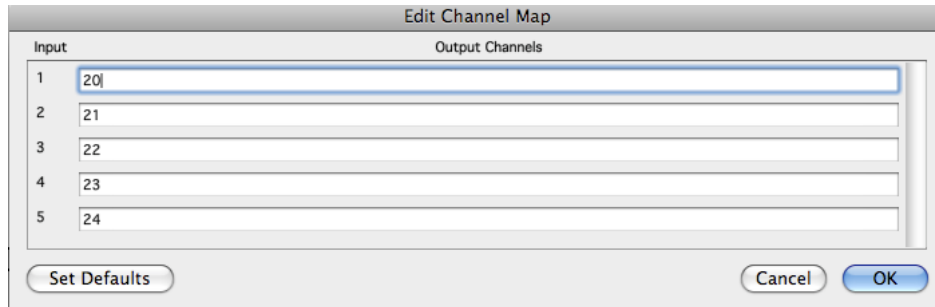 Edit Channel Map
Input Output Channels
1 20
2 21
3 22
4 23
5 24
Set Defaults Cancel OK